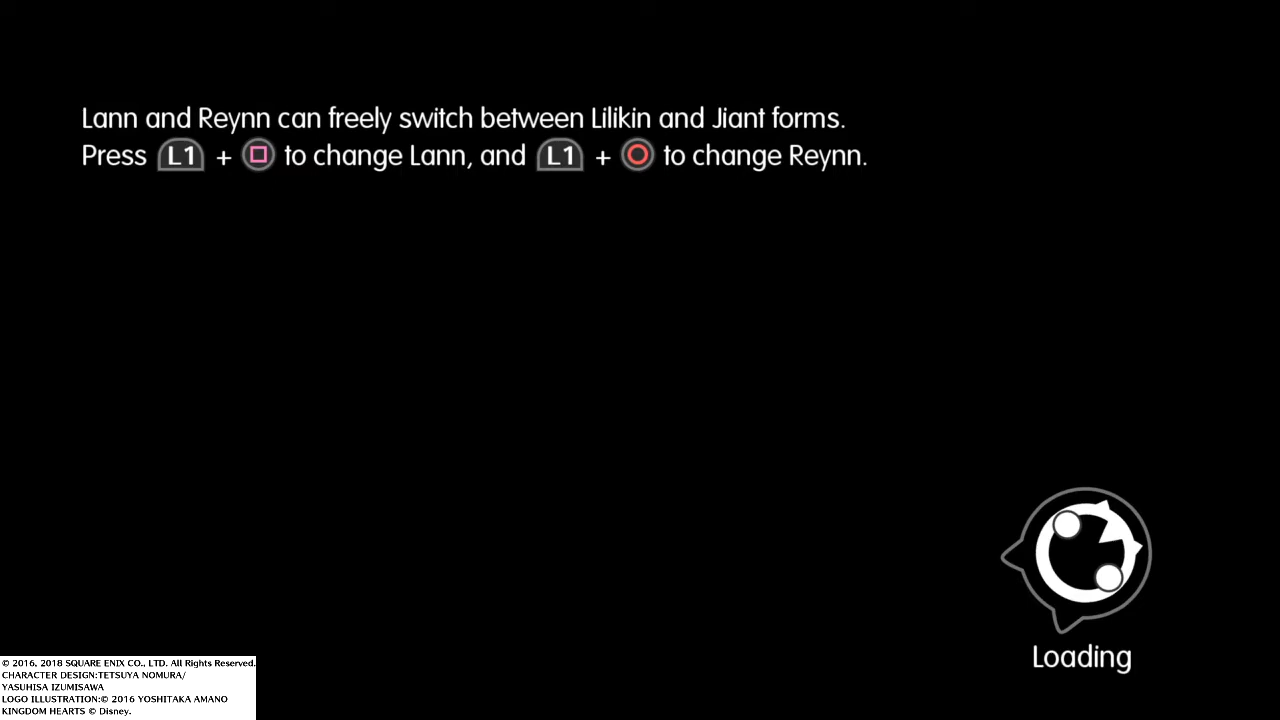 Lann and Reynn can freely switch between Lilikin and Jiant forms.
Press L1 + □ to change Lann, and L1 + ○ to change Reynn.
Loading
© 2016, 2018 SQUARE ENIX CO., LTD. All Rights Reserved.
CHARACTER DESIGN:TETSUYA NOMURA/
YASUHISA IZUMISAWA
LOGO ILLUSTRATION:© 2016 YOSHITAKA AMANO
KINGDOM HEARTS © Disney.